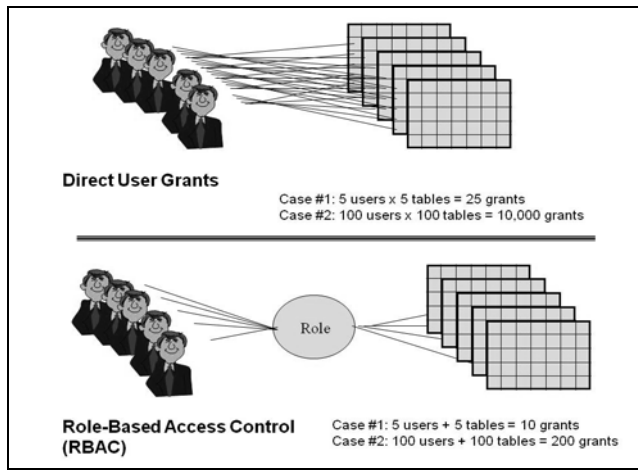 Direct User Grants
Case #1: 5 users x 5 tables = 25 grants
Case #2: 100 users x 100 tables = 10,000 grants
Role
Role-Based Access Control
(RBAC)
Case #1: 5 users + 5 tables = 10 grants
Case #2: 100 users + 100 tables = 200 grants